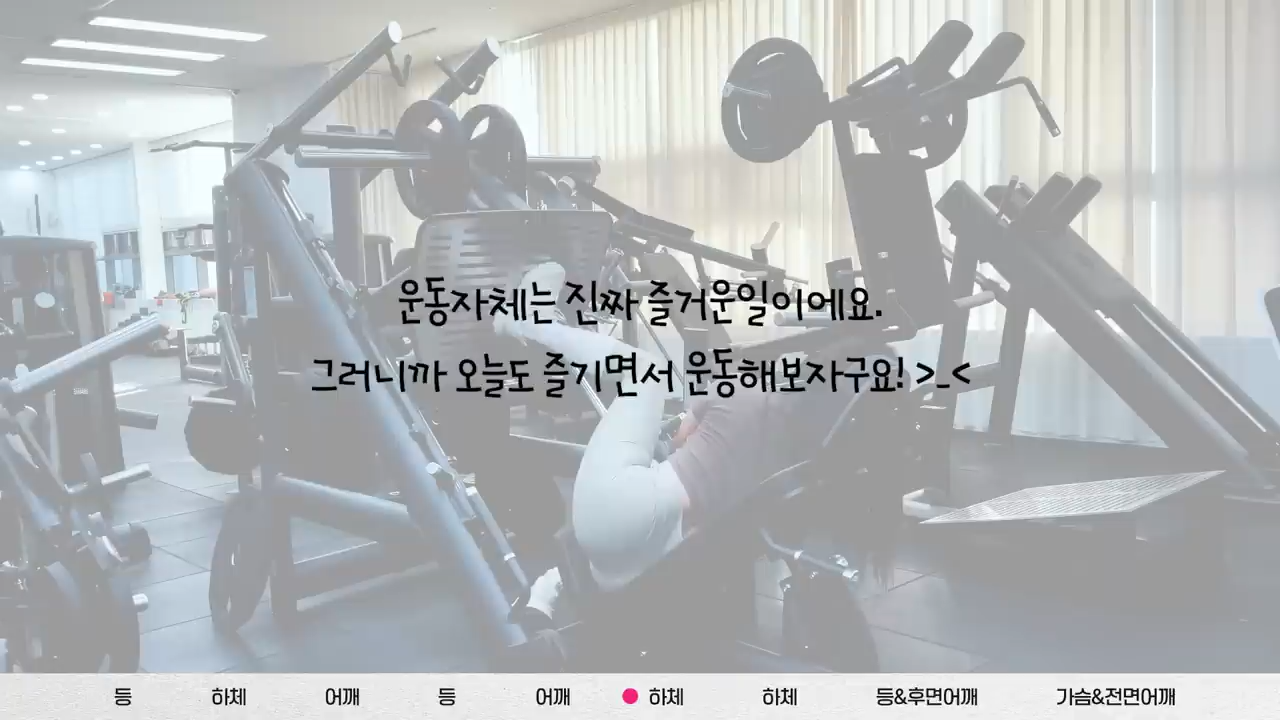 운동자체는 진짜 즐거운일이에요.
그러니까 오늘도 즐기면서 운동해보자구요! >_<
등 하체 어깨 등 어깨 하체 하체 등&후면어깨 가슴&전면어깨